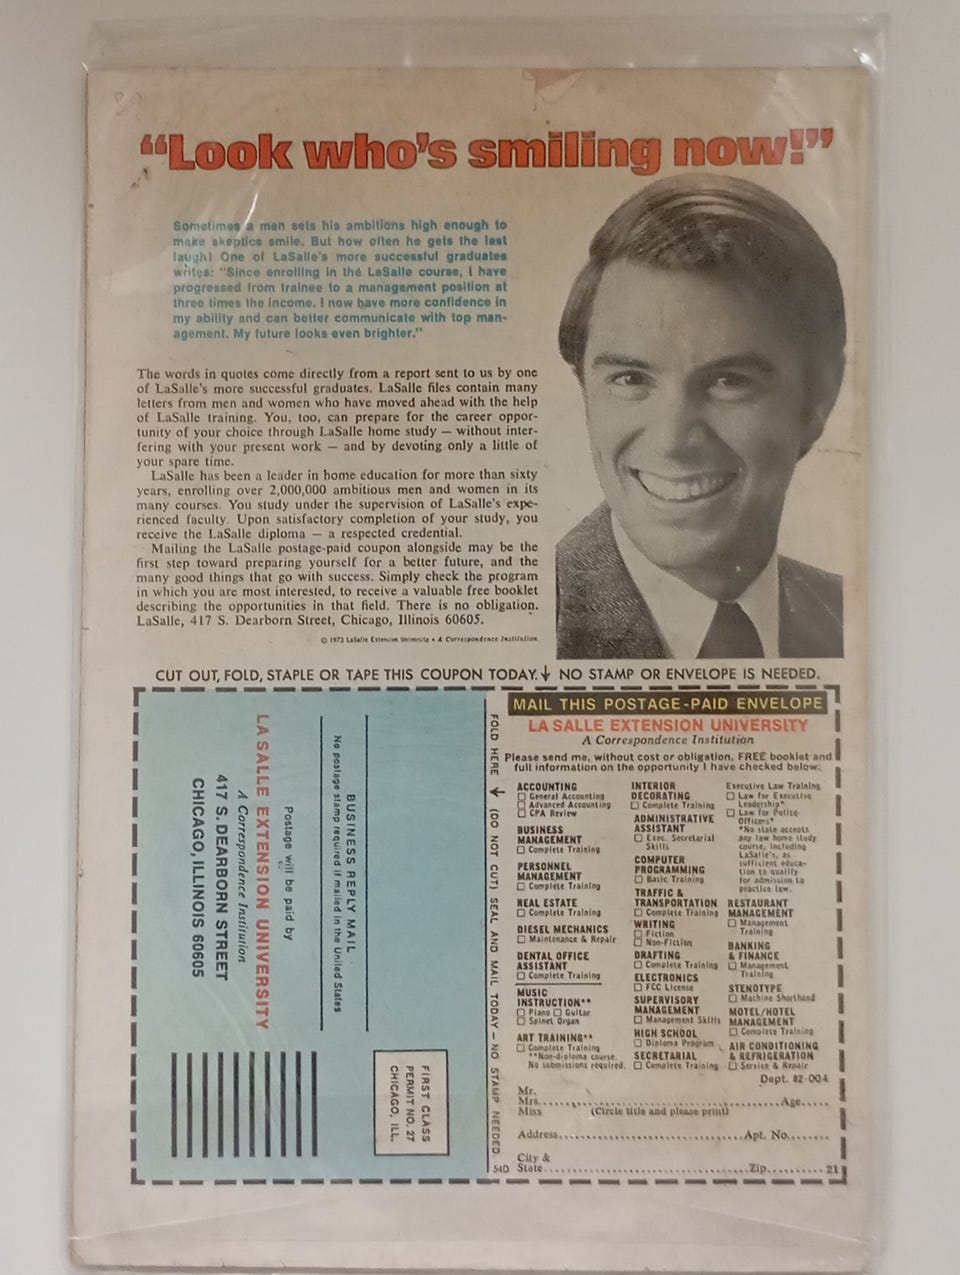 “Look who’s smiling now!”
Sometimes a man sets his ambitions high enough to
make skeptics smile. But how often he gets the last
laugh! One of LaSalle's more successful graduates
writes: "Since enrolling in the LaSalle course, I have
progressed from trainee to a management position at
three times the income. I now have more confidence in
my ability and can better communicate with top man-
agement. My future looks even brighter."
The words in quotes come directly from a report sent to us by one
of LaSalle's more successful graduates. LaSalle files contain many
letters from men and women who have moved ahead with the help
of LaSalle training. You, too, can prepare for the career oppor-
tunity of your choice through LaSalle home study — without inter-
fering with your present work — and by devoting only a little of
your spare time.
LaSalle has been a leader in home education for more than sixty
years, enrolling over 2,000,000 ambitious men and women in its
many courses. You study under the supervision of LaSalle's expe-
rienced faculty. Upon satisfactory completion of your study, you
receive the LaSalle diploma — a respected credential.
Mailing the LaSalle postage-paid coupon alongside may be the
first step toward preparing yourself for a better future, and the
many good things that go with success. Simply check the program
in which you are most interested, to receive a valuable free booklet
describing the opportunities in that field. There is no obligation.
LaSalle, 417 S. Dearborn Street, Chicago, Illinois 60605.
© 1973 LaSalle Extension University • A Correspondence Institution.
CUT OUT, FOLD, STAPLE OR TAPE THIS COUPON TODAY. ↓ NO STAMP OR ENVELOPE IS NEEDED.
BUSINESS REPLY MAIL
No postage stamp required if mailed in the United States
Postage will be paid by
LA SALLE EXTENSION UNIVERSITY
A Correspondence Institution
417 S. DEARBORN STREET
CHICAGO, ILLINOIS 60605
FIRST CLASS
PERMIT NO. 27
CHICAGO, ILL.
FOLD HERE ↓ (DO NOT CUT) SEAL AND MAIL TODAY — NO STAMP NEEDED.
MAIL THIS POSTAGE-PAID ENVELOPE
LA SALLE EXTENSION UNIVERSITY
A Correspondence Institution
Please send me, without cost or obligation, FREE booklet and
full information on the opportunity I have checked below:
ACCOUNTING
□ General Accounting
□ Advanced Accounting
□ CPA Review
BUSINESS
MANAGEMENT
□ Complete Training
PERSONNEL
MANAGEMENT
□ Complete Training
REAL ESTATE
□ Complete Training
DIESEL MECHANICS
□ Maintenance & Repair
DENTAL OFFICE
ASSISTANT
□ Complete Training
MUSIC
INSTRUCTION**
□ Piano □ Guitar
□ Spinet Organ
ART TRAINING**
□ Complete Training
**Non-diploma course.
No submissions required.
INTERIOR
DECORATING
□ Complete Training
ADMINISTRATIVE
ASSISTANT
□ Exec. Secretarial
Skills
COMPUTER
PROGRAMMING
□ Basic Training
TRAFFIC &
TRANSPORTATION
□ Complete Training
WRITING
□ Fiction
□ Non-Fiction
DRAFTING
□ Complete Training
ELECTRONICS
□ FCC License
SUPERVISORY
MANAGEMENT
□ Management Skills
HIGH SCHOOL
□ Diploma Program
SECRETARIAL
□ Complete Training
Executive Law Training
□ Law for Executive
Leadership*
□ Law for Police
Officers*
*No state accepts
any law home study
course, including
LaSalle's, as
sufficient educa-
tion to qualify
for admission to
practice law.
RESTAURANT
MANAGEMENT
□ Management
Training
BANKING
& FINANCE
□ Management
Training
STENOTYPE
□ Machine Shorthand
MOTEL/HOTEL
MANAGEMENT
□ Complete Training
AIR CONDITIONING
& REFRIGERATION
□ Service & Repair
Dept. 82-004
Mr.
Mrs. Age
Miss (Circle title and please print)
Address Apt. No.
City &
54D State Zip 21